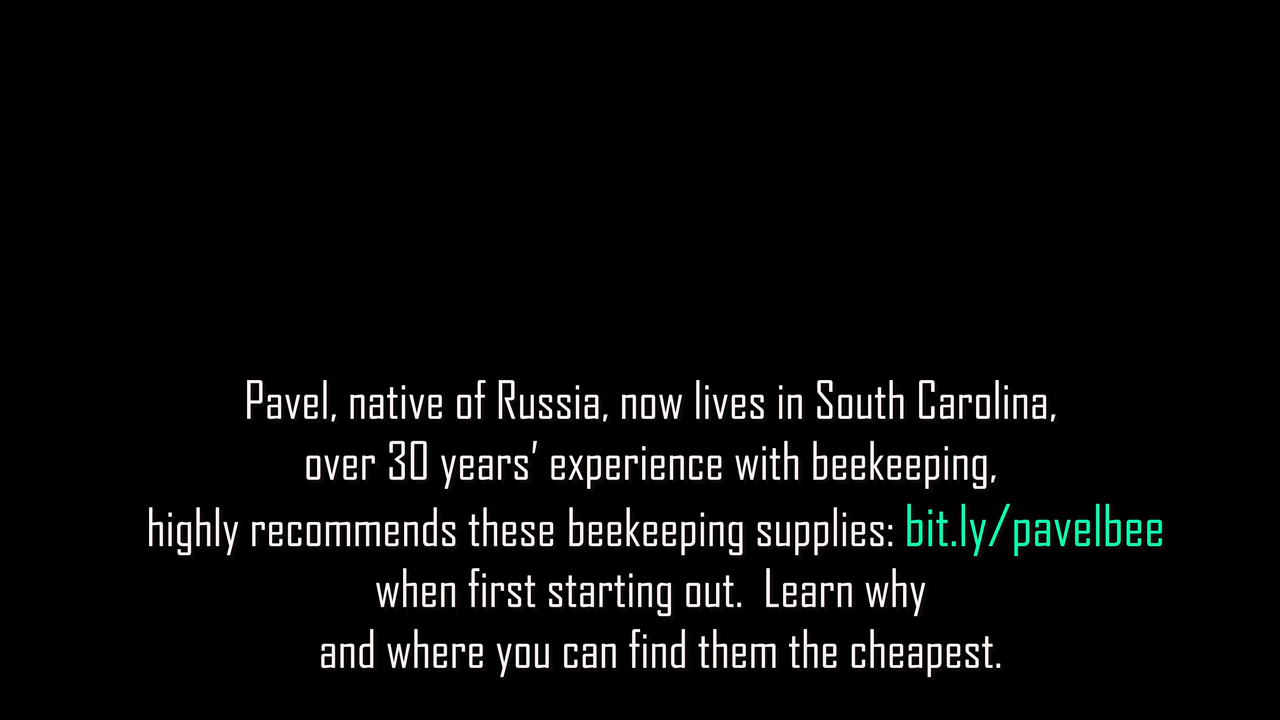 Pavel, native of Russia, now lives in South Carolina,
over 30 years’ experience with beekeeping,
highly recommends these beekeeping supplies: bit.ly/pavelbee
when first starting out.  Learn why
and where you can find them the cheapest.